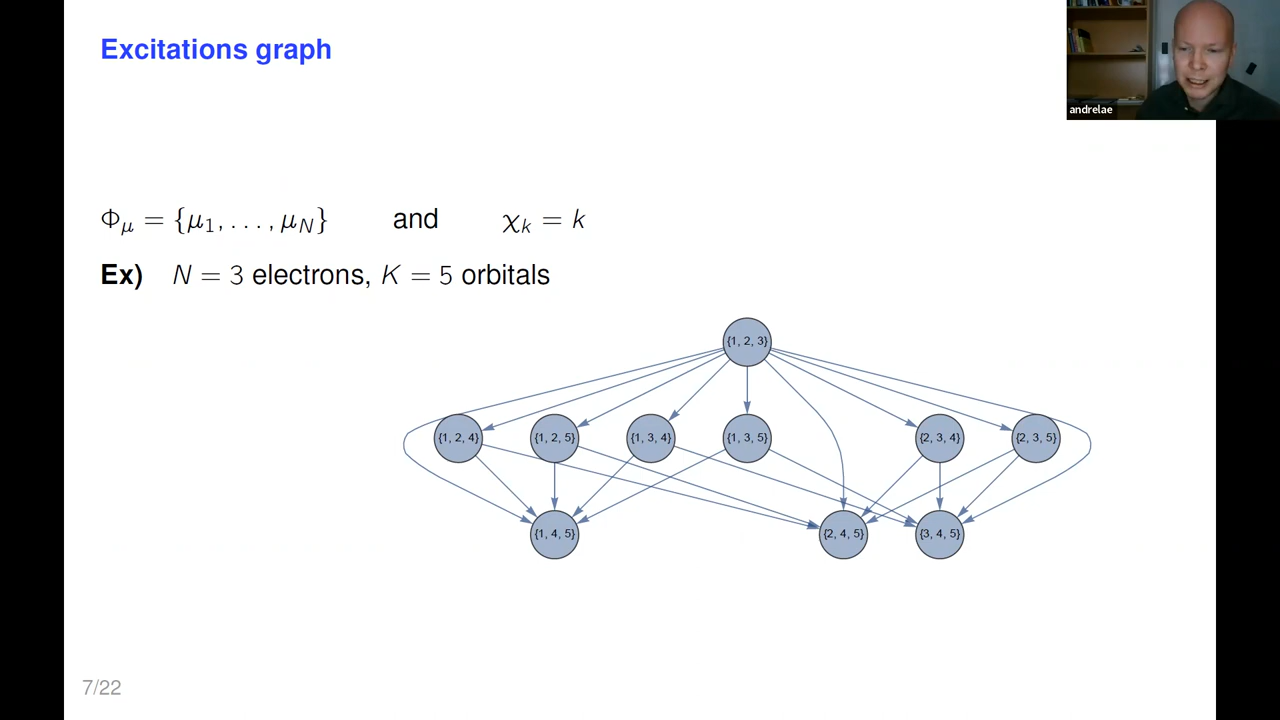 Excitations graph
andrelae
Φ_μ = {μ_1, . . . , μ_N} and χ_k = k
Ex) N = 3 electrons, K = 5 orbitals
{1, 2, 3}
{1, 2, 4} {1, 2, 5} {1, 3, 4} {1, 3, 5} {2, 3, 4} {2, 3, 5}
{1, 4, 5} {2, 4, 5} {3, 4, 5}
7/22